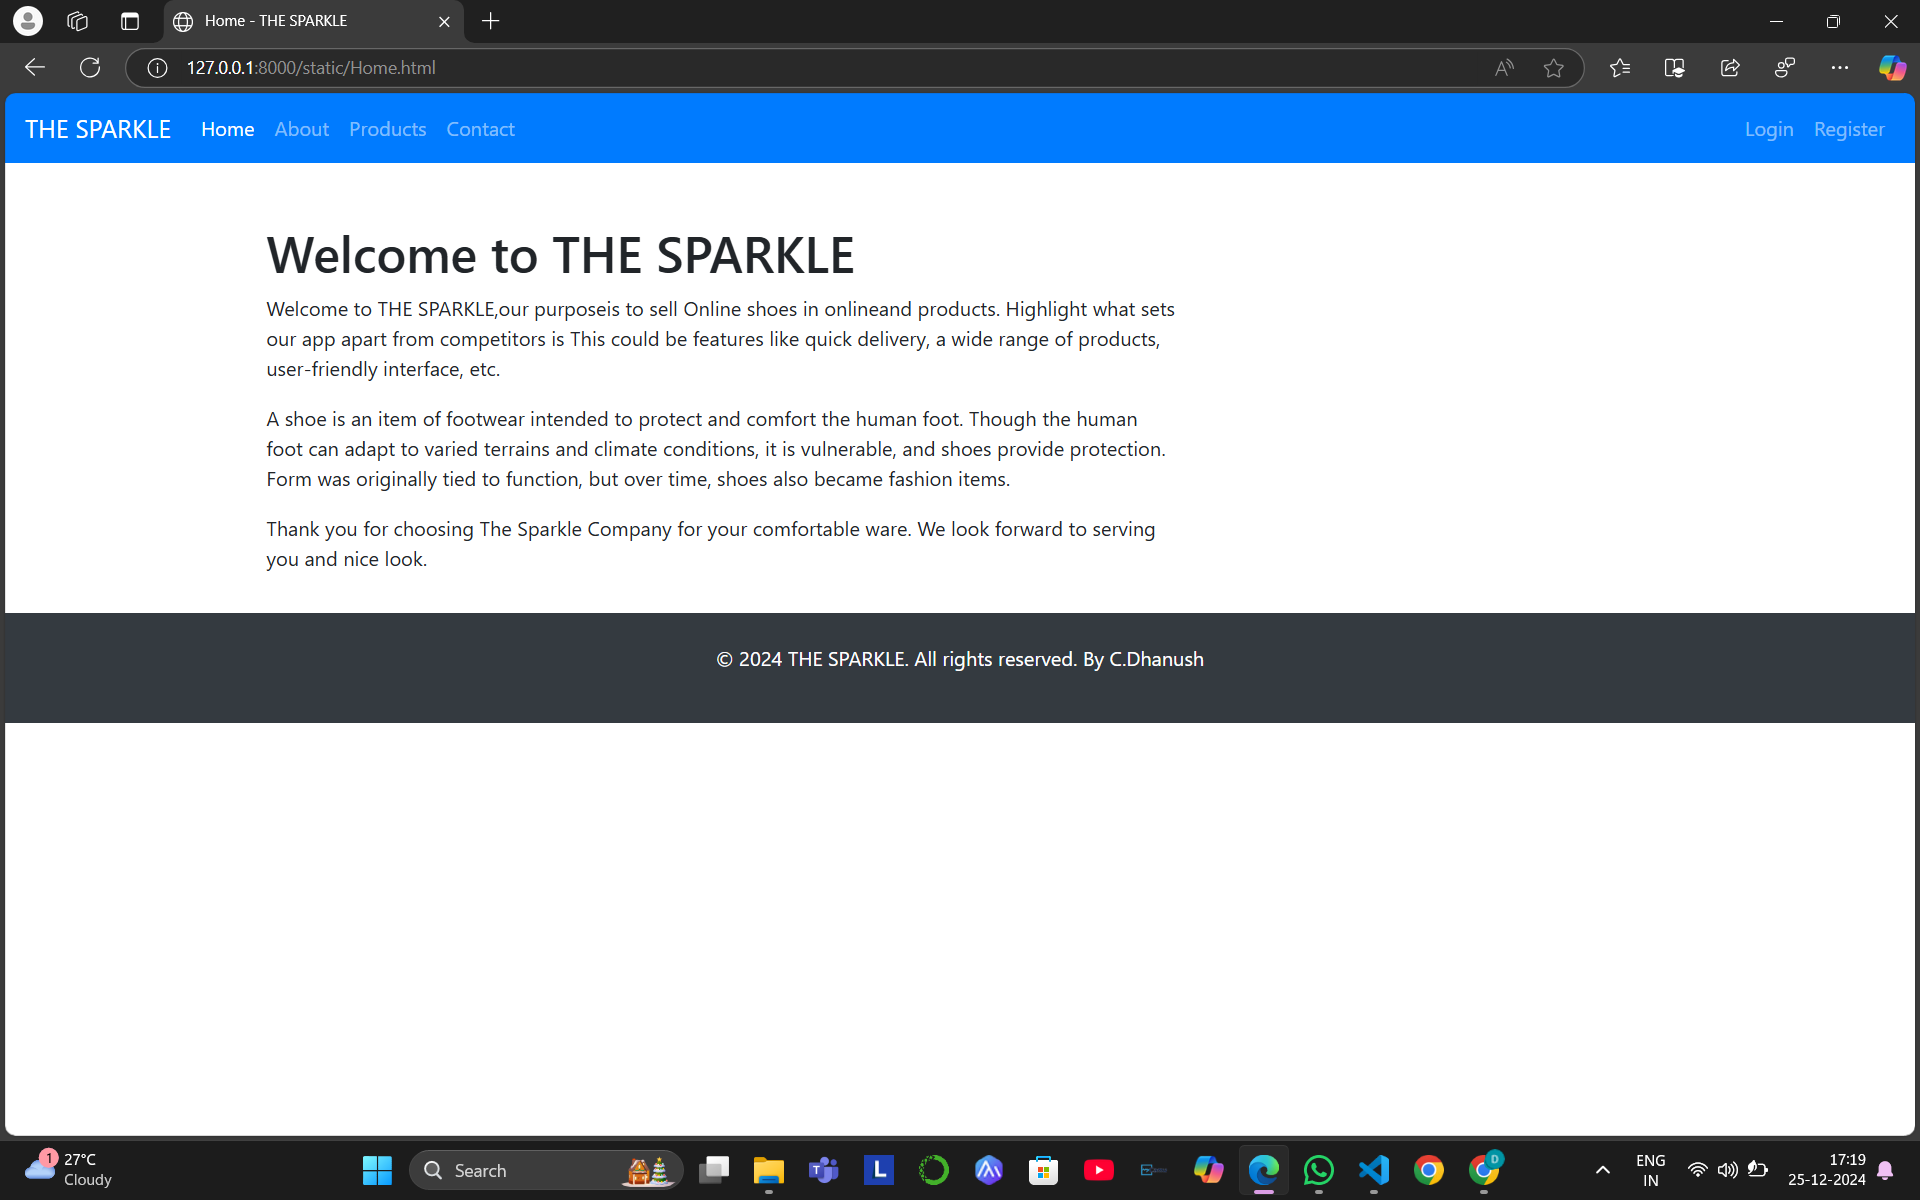 Home - THE SPARKLE
127.0.0.1:8000/static/Home.html
THE SPARKLE Home About Products Contact Login Register
Welcome to THE SPARKLE
Welcome to THE SPARKLE,our purposeis to sell Online shoes in onlineand products. Highlight what sets
our app apart from competitors is This could be features like quick delivery, a wide range of products,
user-friendly interface, etc.
A shoe is an item of footwear intended to protect and comfort the human foot. Though the human
foot can adapt to varied terrains and climate conditions, it is vulnerable, and shoes provide protection.
Form was originally tied to function, but over time, shoes also became fashion items.
Thank you for choosing The Sparkle Company for your comfortable ware. We look forward to serving
you and nice look.
© 2024 THE SPARKLE. All rights reserved. By C.Dhanush
1
27°C
Cloudy
Search
T
L
D
ENG
IN
17:19
25-12-2024